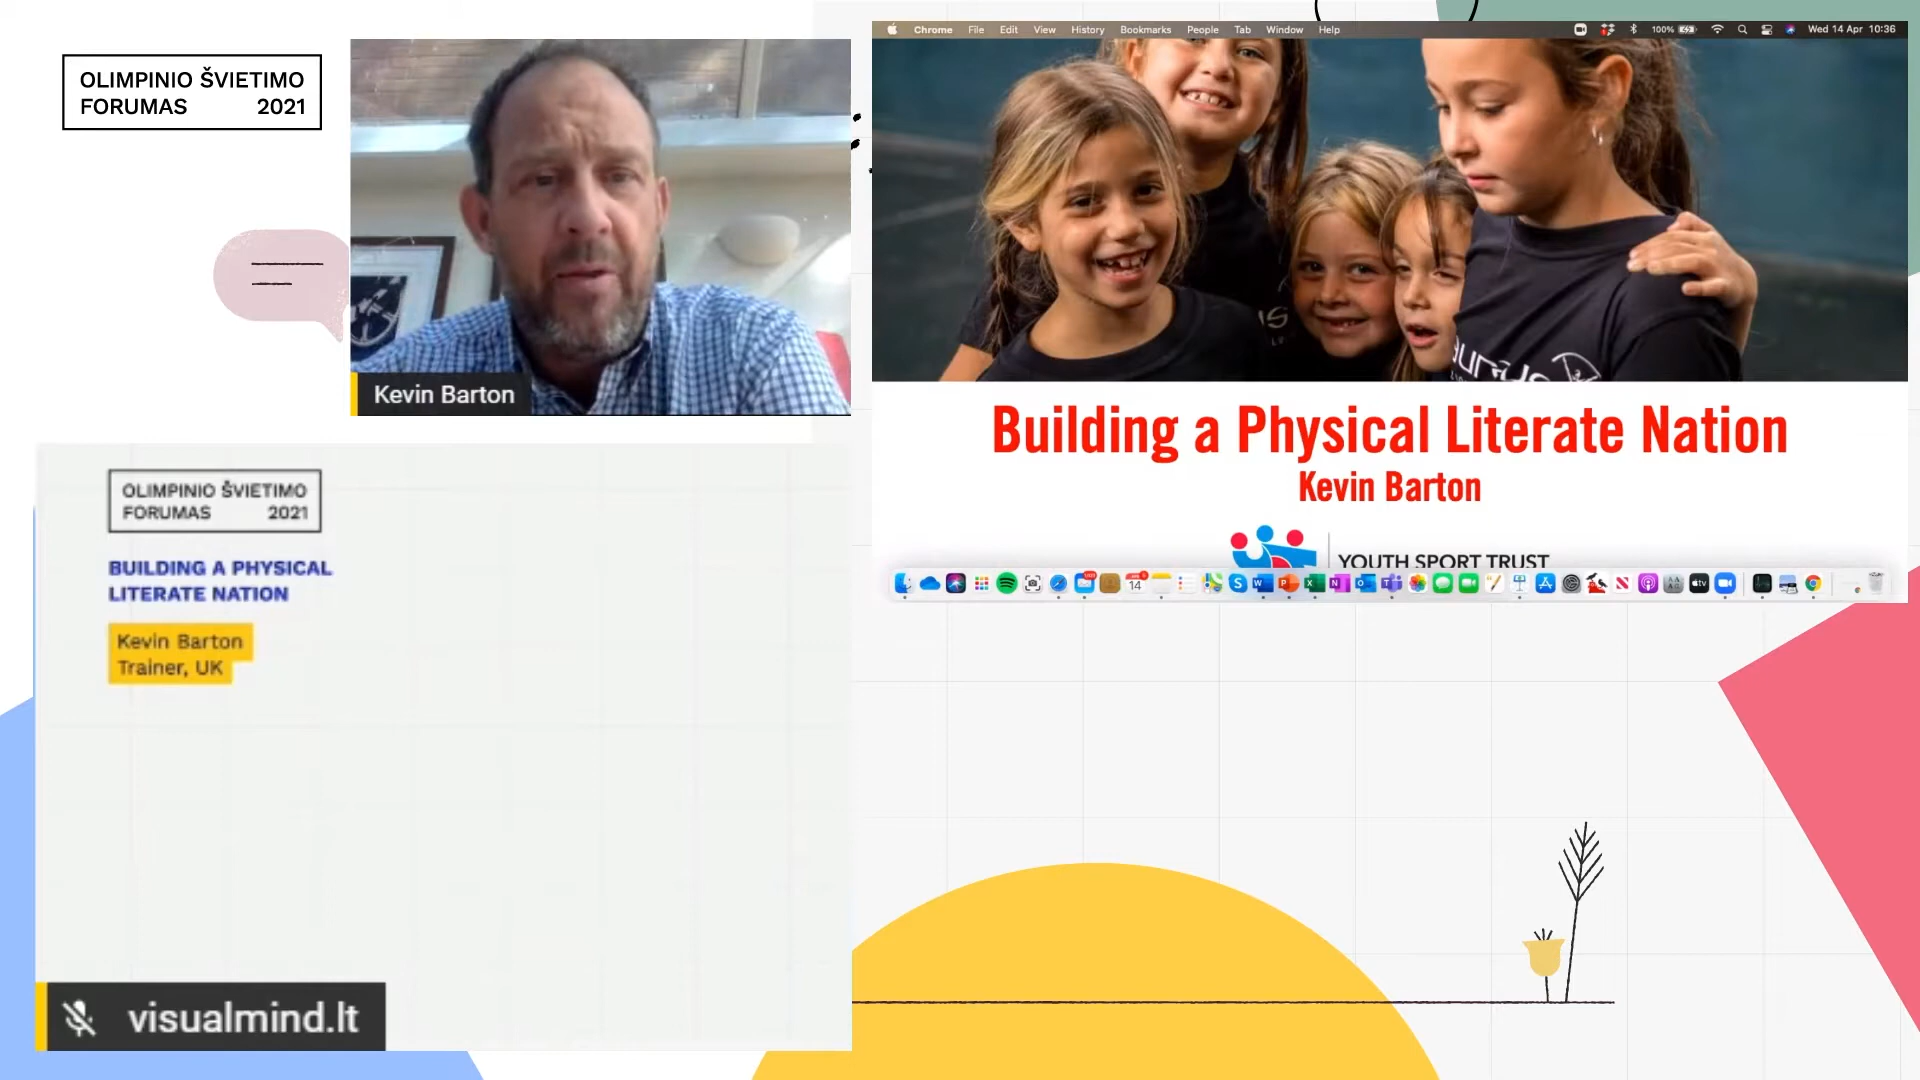 OLIMPINIO ŠVIETIMO
FORUMAS 2021
Kevin Barton
Chrome File Edit View History Bookmarks People Tab Window Help 100% Wed 14 Apr 10:36
Building a Physical Literate Nation
Kevin Barton
YOUTH SPORT TRUST
OLIMPINIO ŠVIETIMO
FORUMAS 2021
BUILDING A PHYSICAL
LITERATE NATION
Kevin Barton
Trainer, UK
visualmind.lt